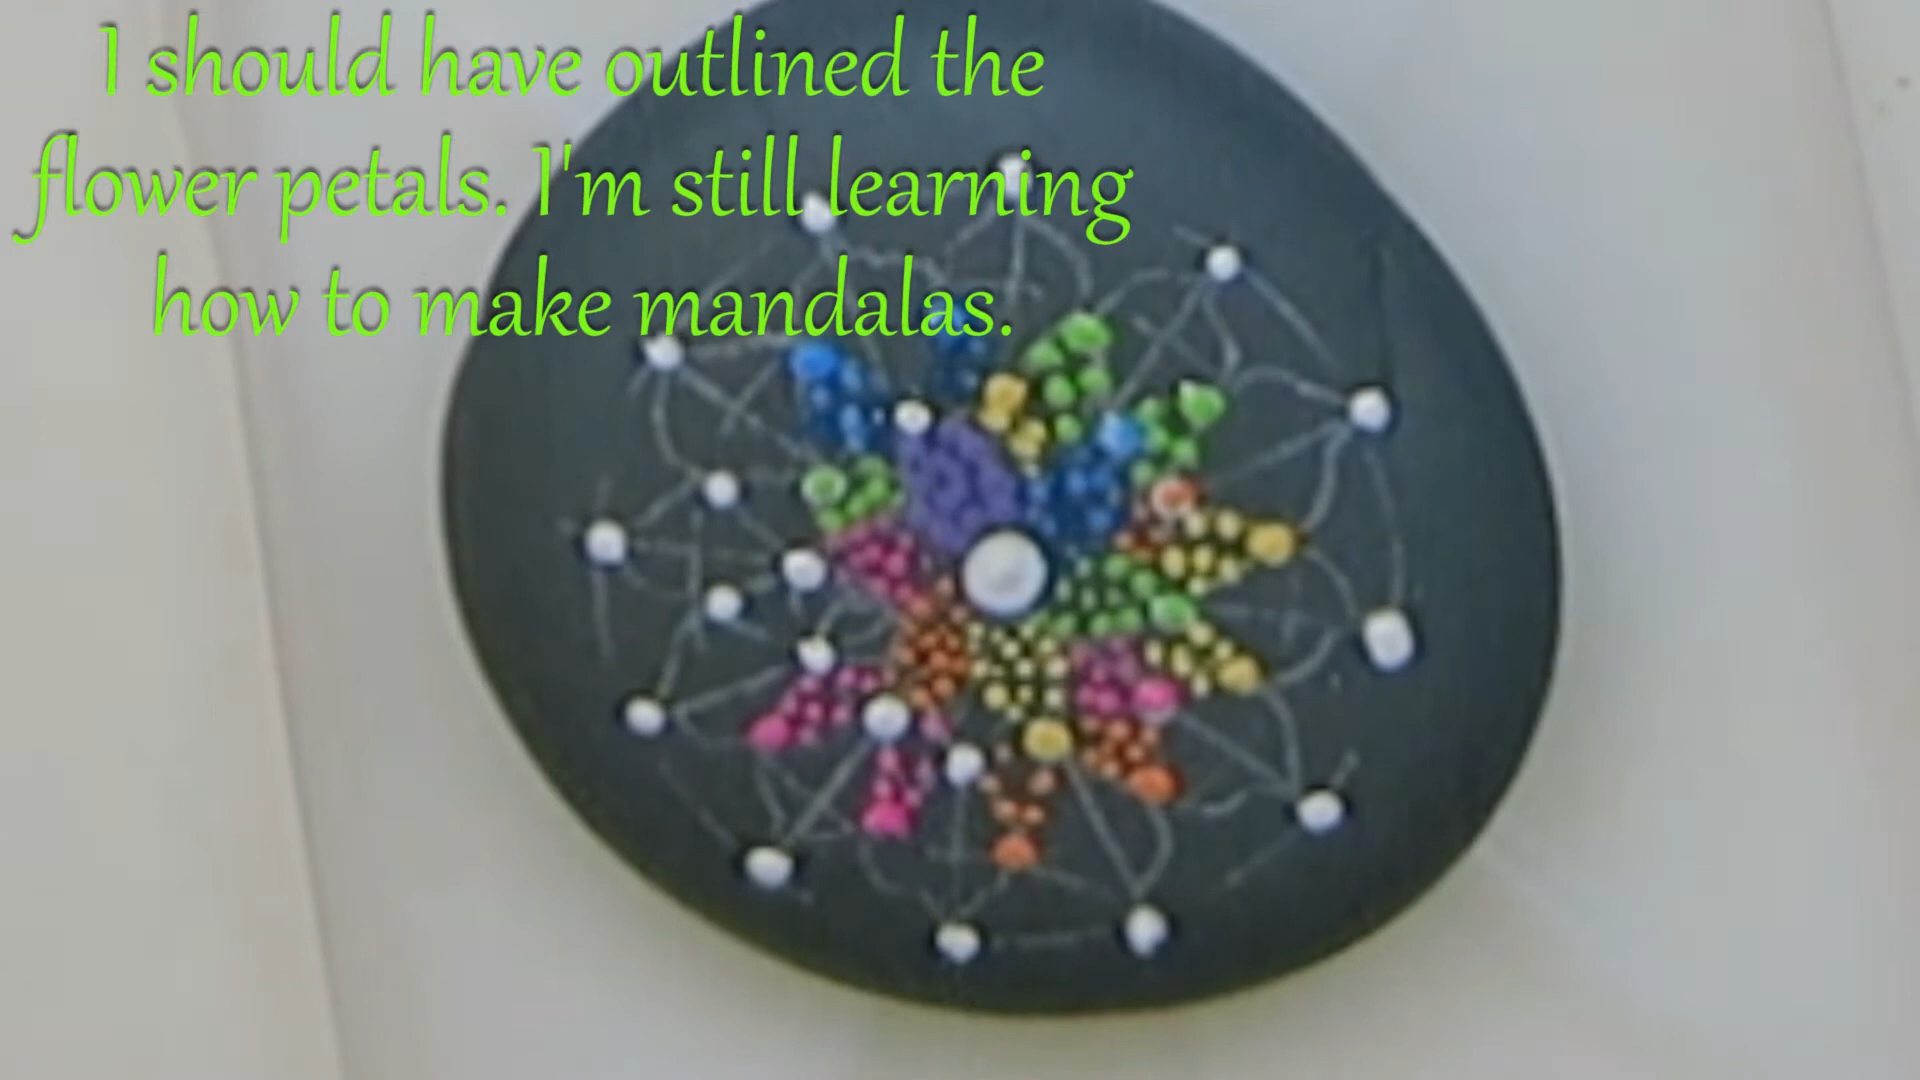 I should have outlined the
flower petals. I'm still learning
how to make mandalas.